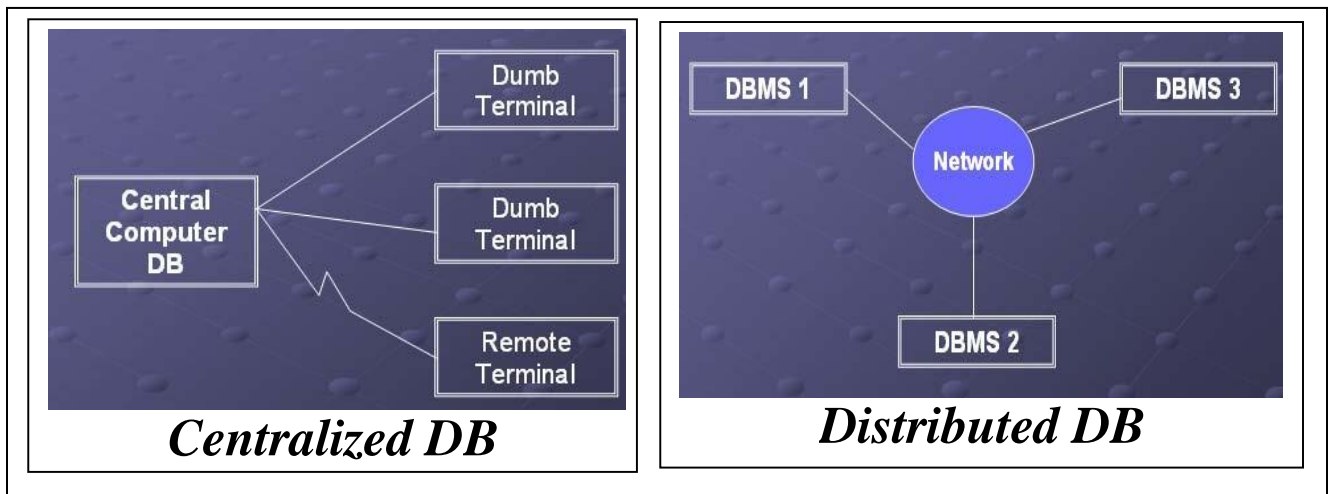 Dumb
Terminal
Central
Computer
DB
Dumb
Terminal
Remote
Terminal
Centralized DB
DBMS 1
DBMS 3
Network
DBMS 2
Distributed DB